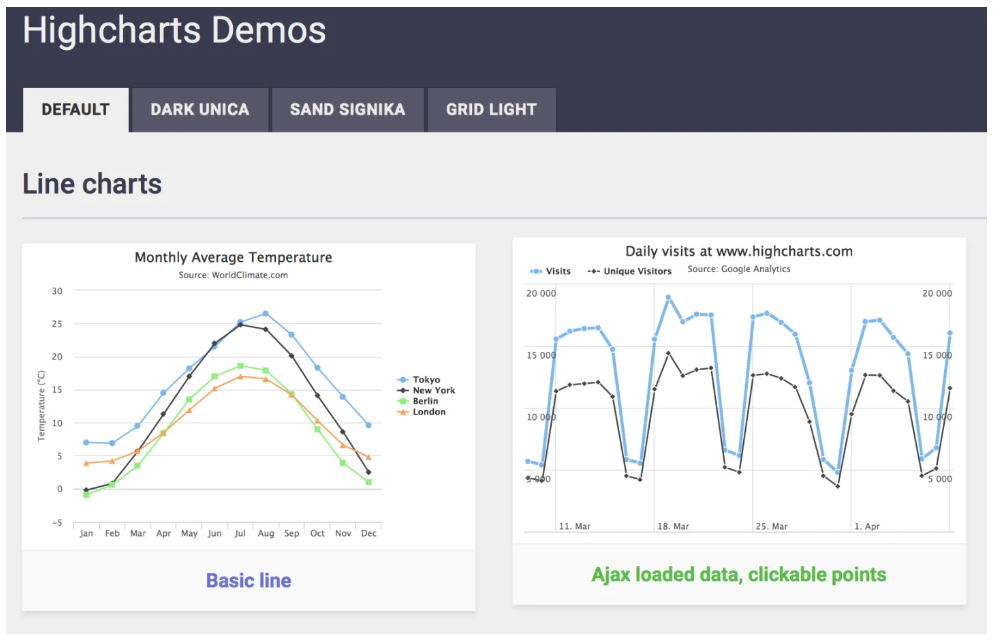 Highcharts Demos
DEFAULT DARK UNICA SAND SIGNIKA GRID LIGHT
Line charts
Monthly Average Temperature
Source: WorldClimate.com
Temperature (°C)
30
25
20
15
10
5
0
−5
Jan Feb Mar Apr May Jun Jul Aug Sep Oct Nov Dec
Tokyo
New York
Berlin
London
Basic line
Daily visits at www.highcharts.com
Visits Unique Visitors Source: Google Analytics
20 000 20 000
15 000 15 000
10 000 10 000
5 000 5 000
11. Mar 18. Mar 25. Mar 1. Apr
Ajax loaded data, clickable points